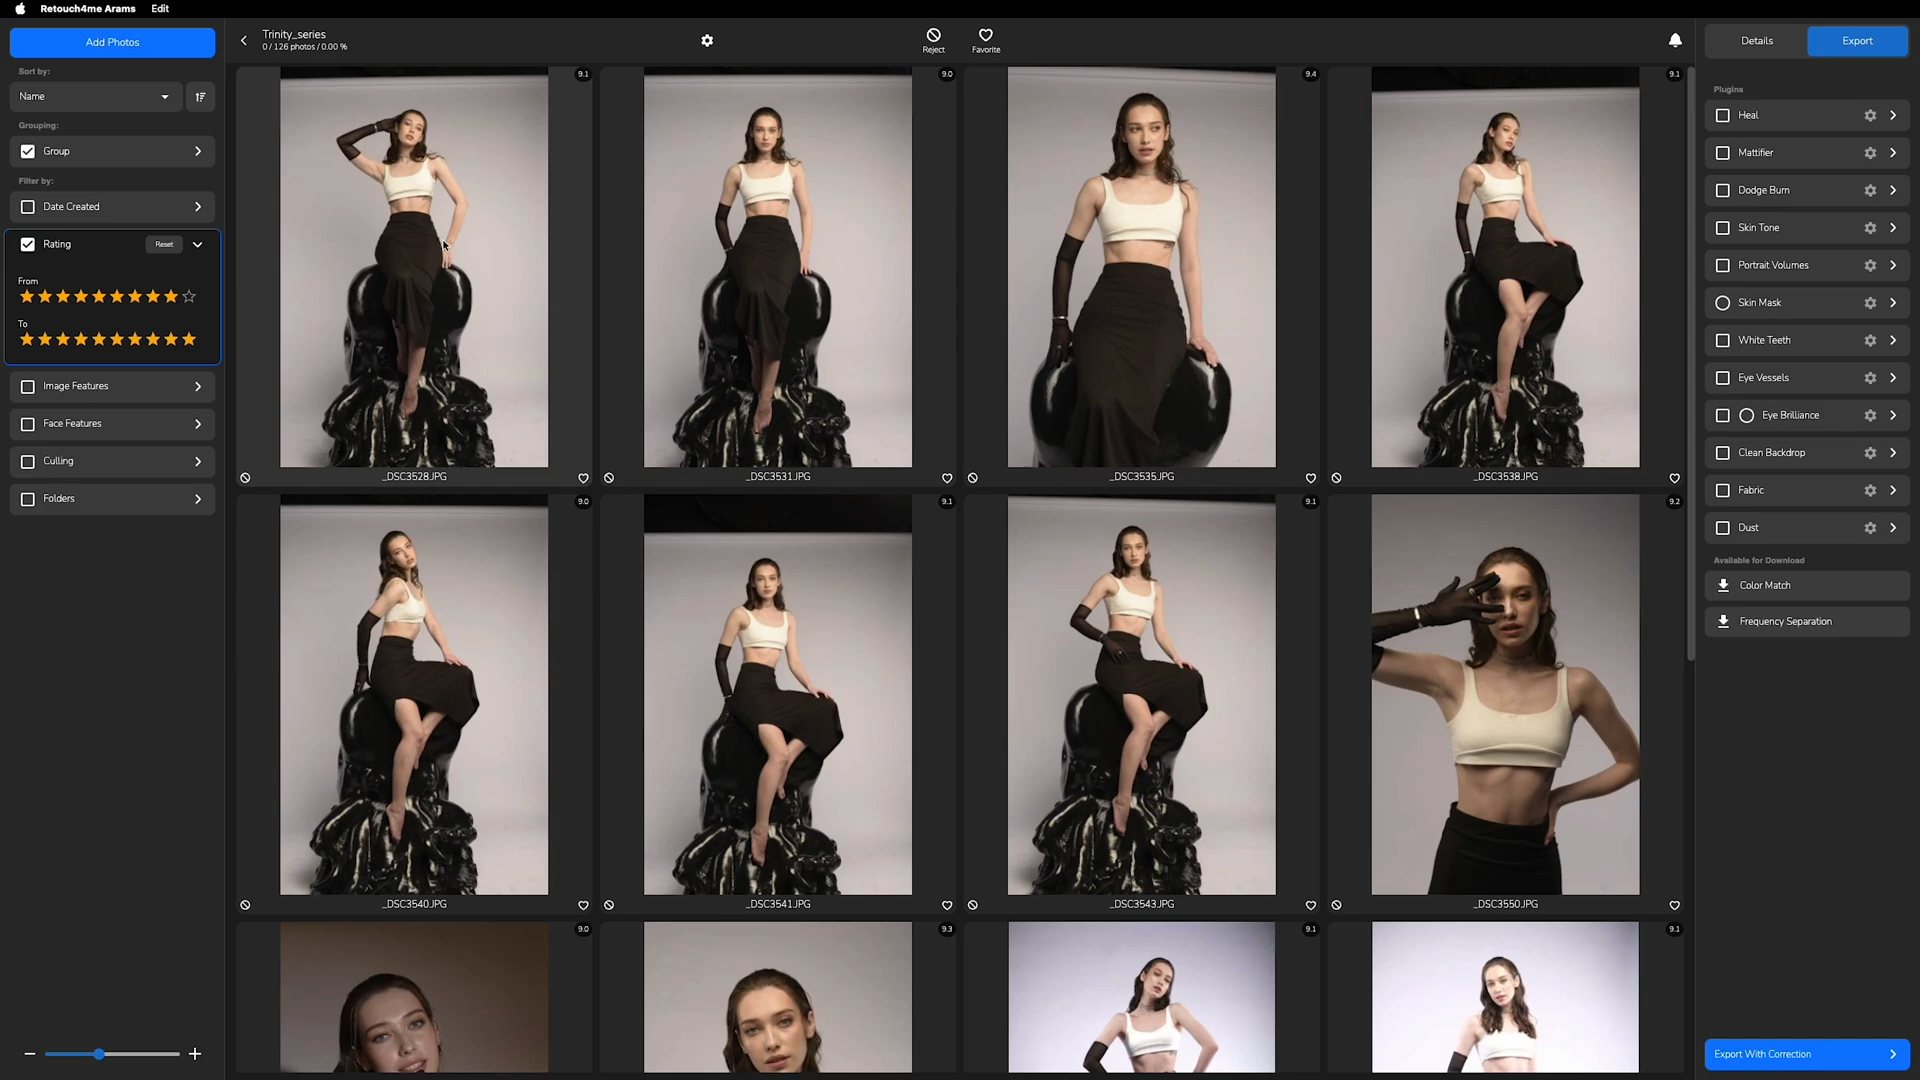 Retouch4me Arams Edit
Add Photos
Sort by:
Name
Grouping:
Group
Filter by:
Date Created
Rating
Reset
From
To
Image Features
Face Features
Culling
Folders
Trinity_series
0 / 126 photos / 0.00 %
Reject
Favorite
9.1
9.0
9.4
9.1
_DSC3528.JPG
_DSC3531.JPG
_DSC3535.JPG
_DSC3538.JPG
9.0
9.1
9.1
9.2
_DSC3540.JPG
_DSC3541.JPG
_DSC3543.JPG
_DSC3550.JPG
9.0
9.3
9.1
9.1
Details
Export
Plugins
Heal
Mattifier
Dodge Burn
Skin Tone
Portrait Volumes
Skin Mask
White Teeth
Eye Vessels
Eye Brilliance
Clean Backdrop
Fabric
Dust
Available for Download
Color Match
Frequency Separation
Export With Correction